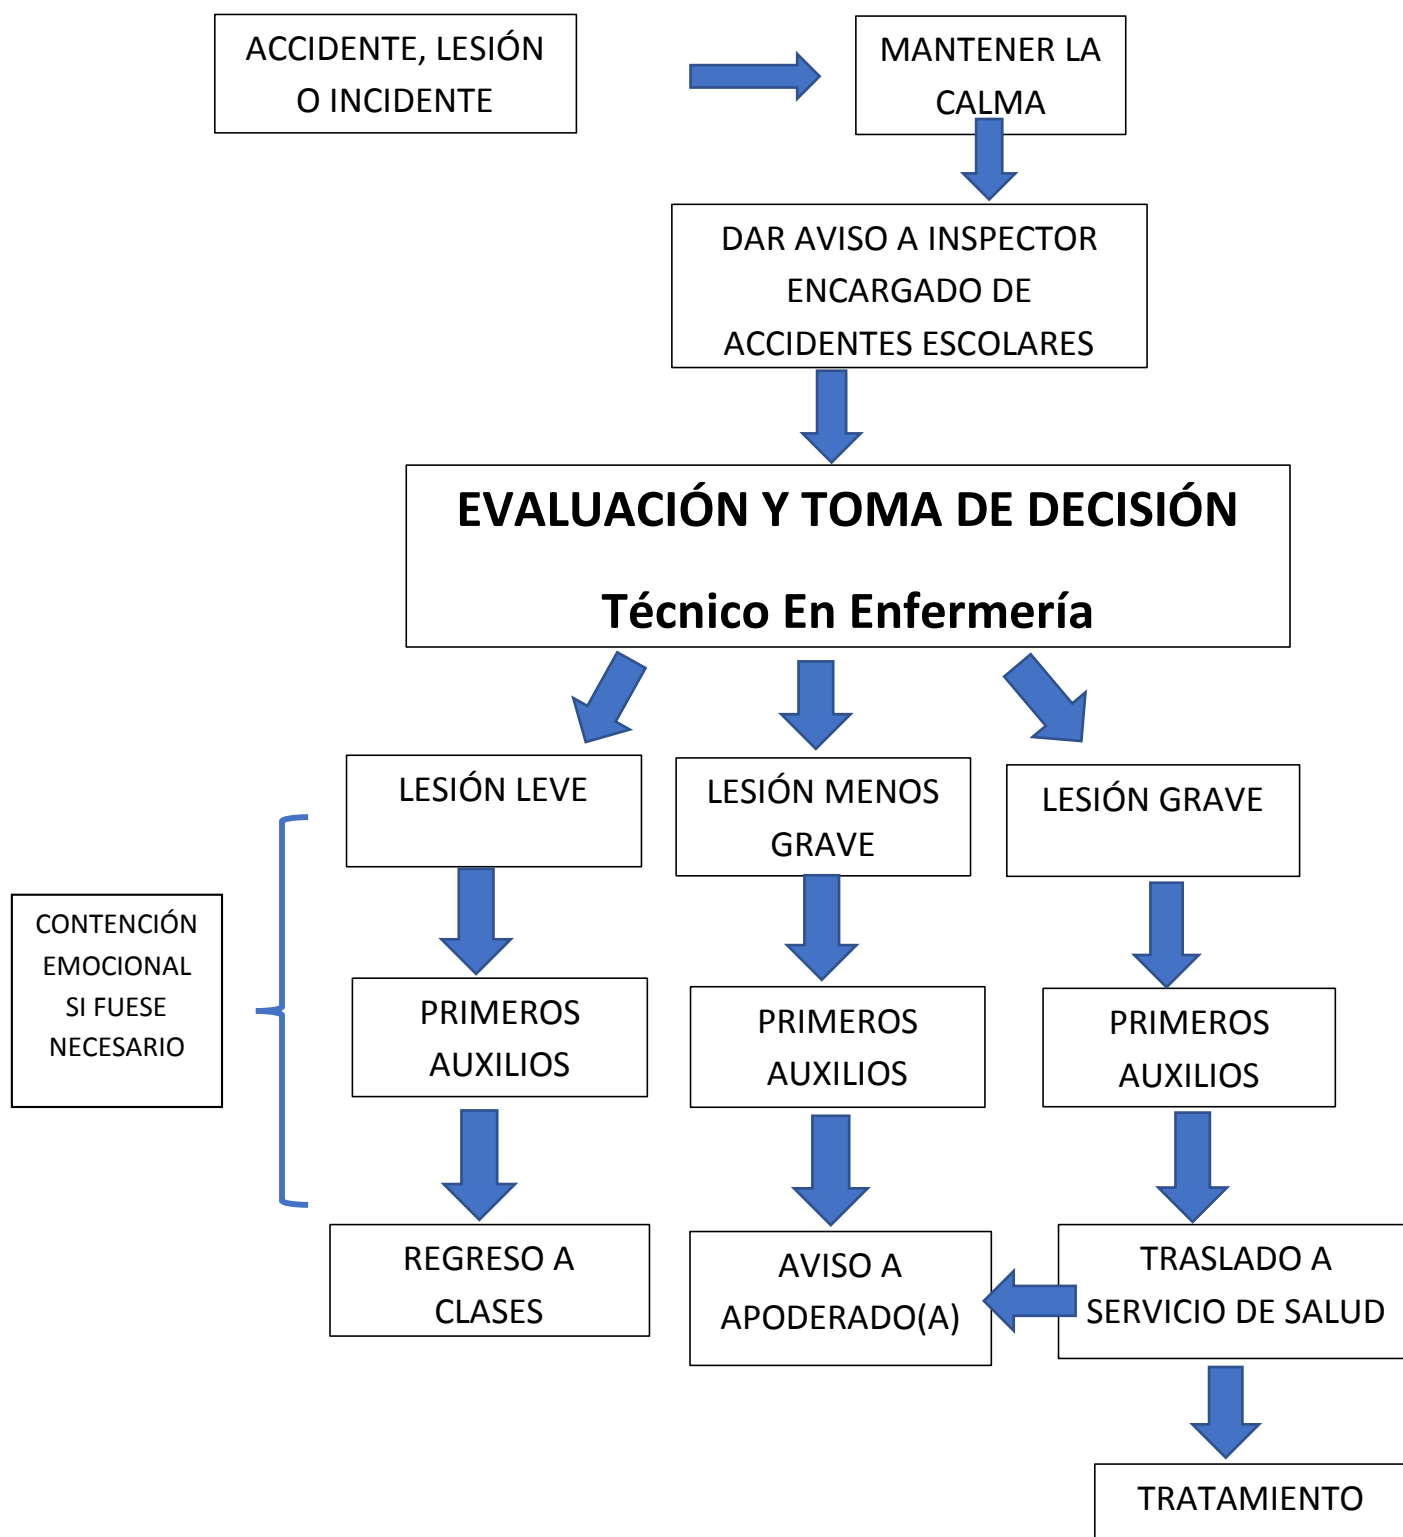 ACCIDENTE, LESIÓN
O INCIDENTE
MANTENER LA
CALMA
DAR AVISO A INSPECTOR
ENCARGADO DE
ACCIDENTES ESCOLARES
EVALUACIÓN Y TOMA DE DECISIÓN
Técnico En Enfermería
LESIÓN LEVE
LESIÓN MENOS
GRAVE
LESIÓN GRAVE
CONTENCIÓN
EMOCIONAL
SI FUESE
NECESARIO
PRIMEROS
AUXILIOS
PRIMEROS
AUXILIOS
PRIMEROS
AUXILIOS
REGRESO A
CLASES
AVISO A
APODERADO(A)
TRASLADO A
SERVICIO DE SALUD
TRATAMIENTO